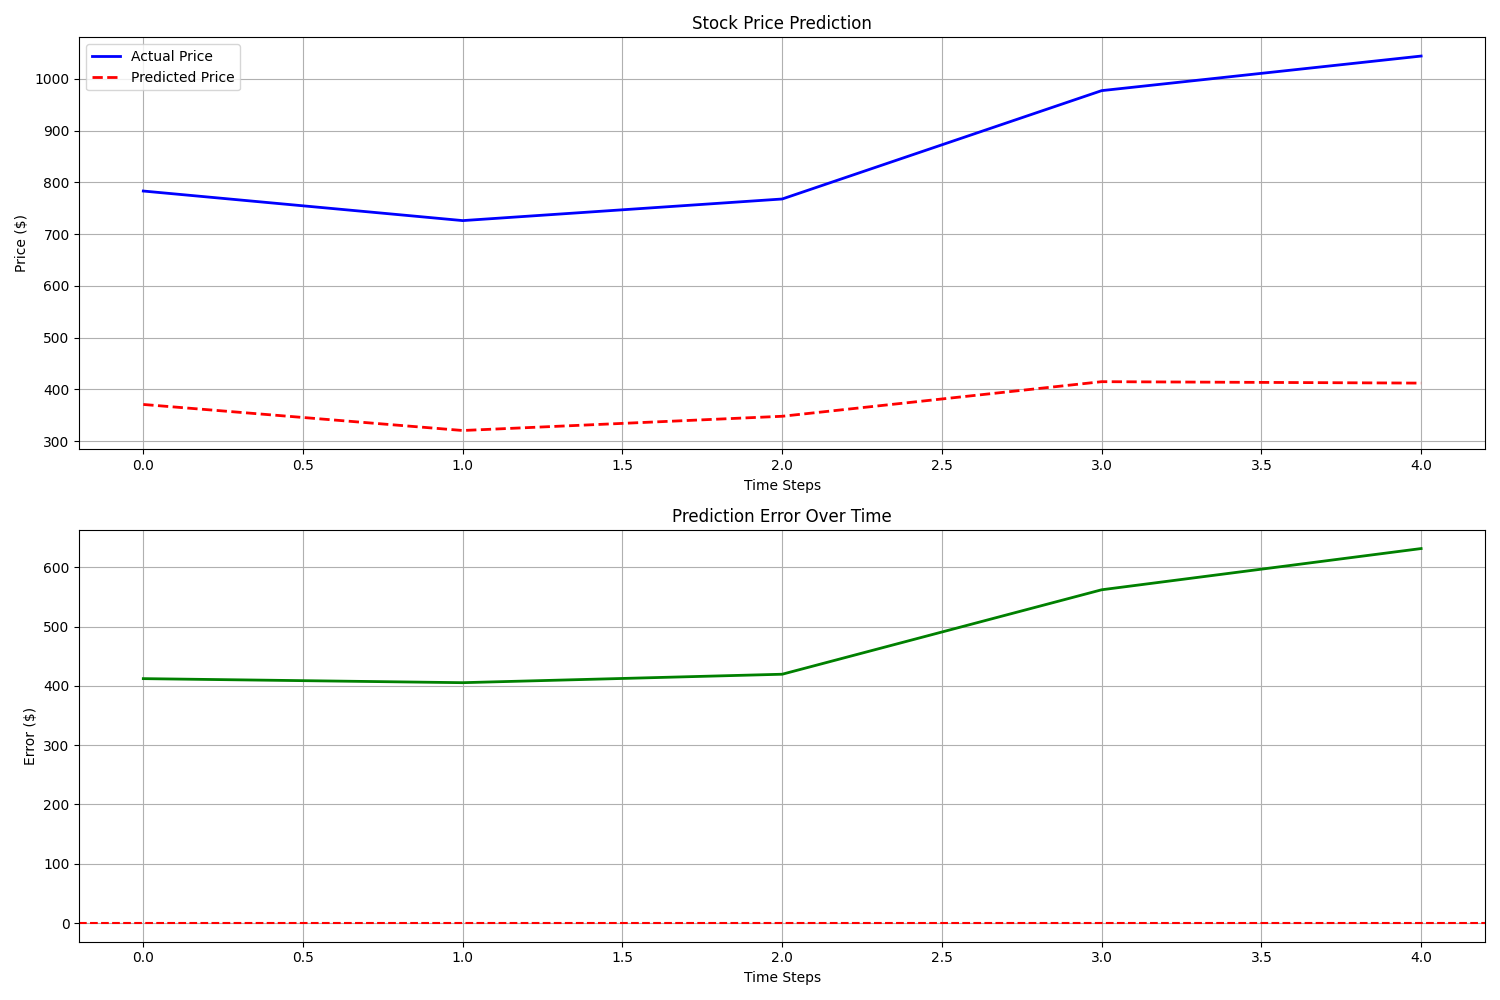 Stock Price Prediction
Actual Price
Predicted Price
1000
900
800
700
600
500
400
300
Price ($)
0.0 0.5 1.0 1.5 2.0 2.5 3.0 3.5 4.0
Time Steps
Prediction Error Over Time
600
500
400
300
200
100
0
Error ($)
0.0 0.5 1.0 1.5 2.0 2.5 3.0 3.5 4.0
Time Steps